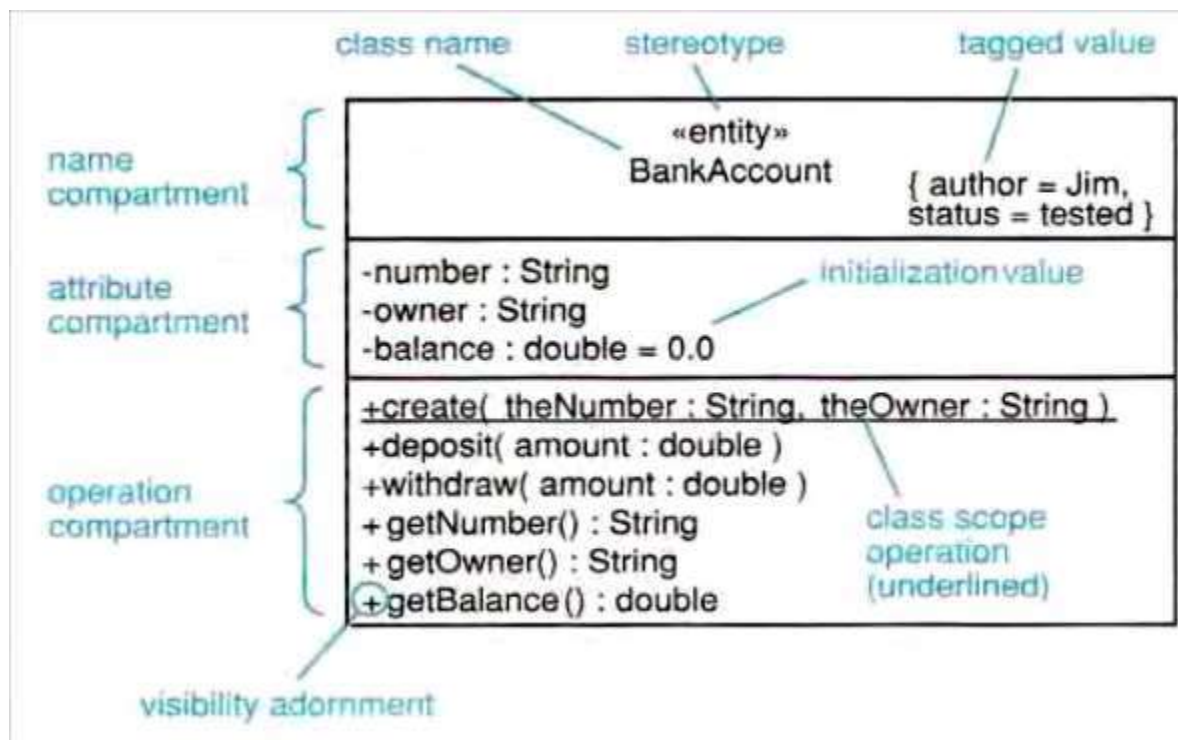 class name
stereotype
tagged value
«entity»
BankAccount
{ author = Jim,
status = tested }
name
compartment
-number : String
-owner : String
-balance : double = 0.0
initialization value
attribute
compartment
+create( theNumber : String, theOwner : String )
+deposit( amount : double )
+withdraw( amount : double )
+getNumber() : String
+getOwner() : String
+getBalance() : double
operation
compartment
class scope
operation
(underlined)
visibility adornment